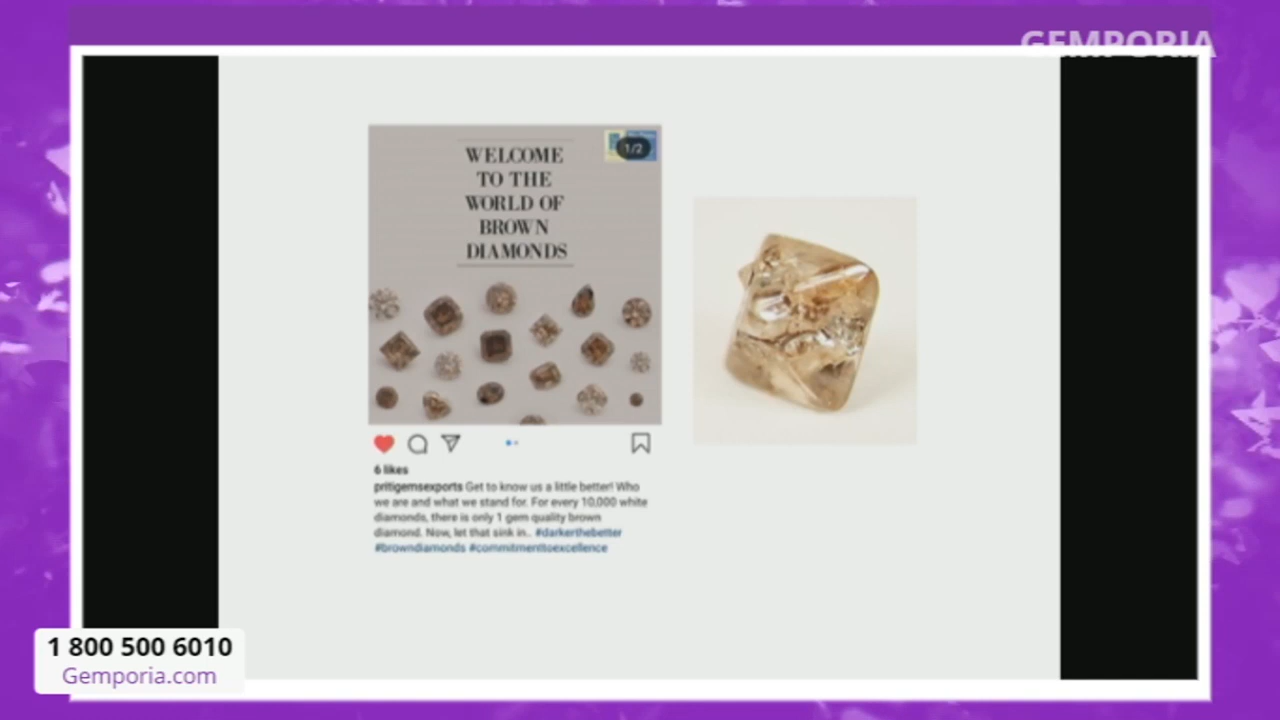 GEMPORIA
WELCOME
TO THE
WORLD OF
BROWN
DIAMONDS
1/2
6 likes
pritigemsexports Get to know us a little better! Who
we are and what we stand for. For every 10,000 white
diamonds, there is only 1 gem quality brown
diamond. Now, let that sink in.. #darkerthebetter
#browndiamonds #commitmenttoexcellence
1 800 500 6010
Gemporia.com